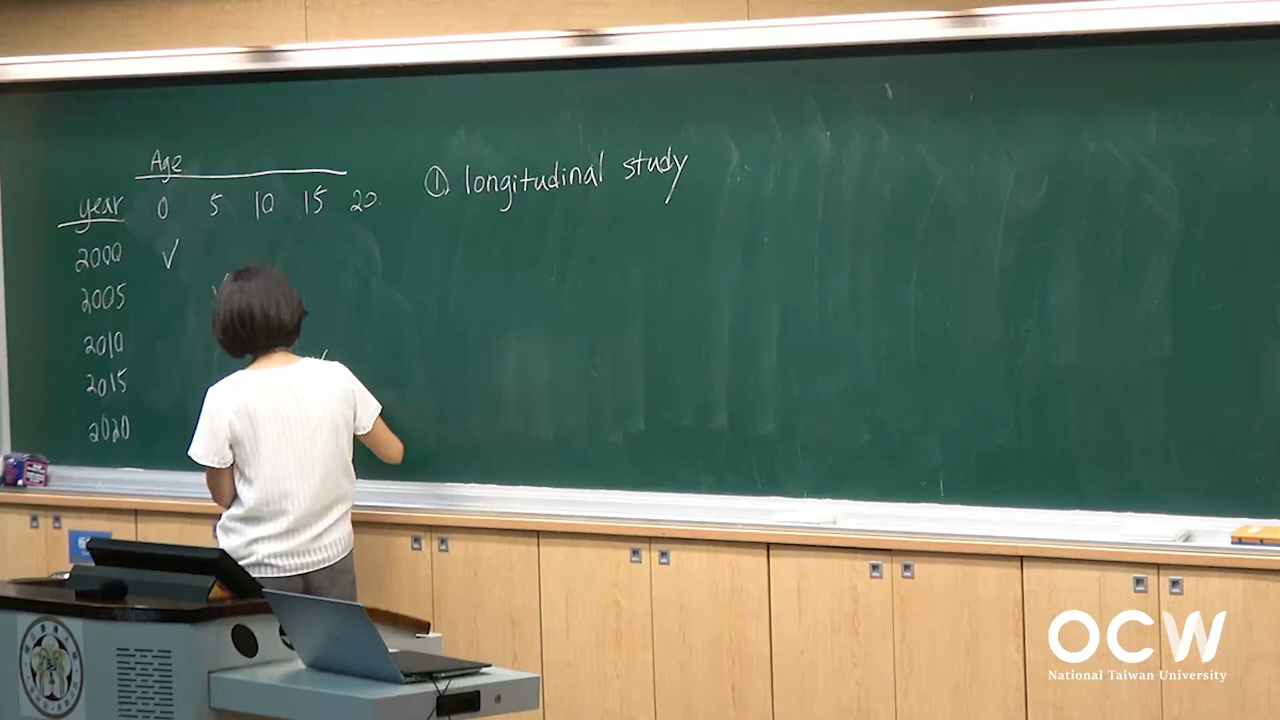 Age
year 0 5 10 15 20.
2000 ✓
2005
2010
2015
2020
① longitudinal study
OCW
National Taiwan University